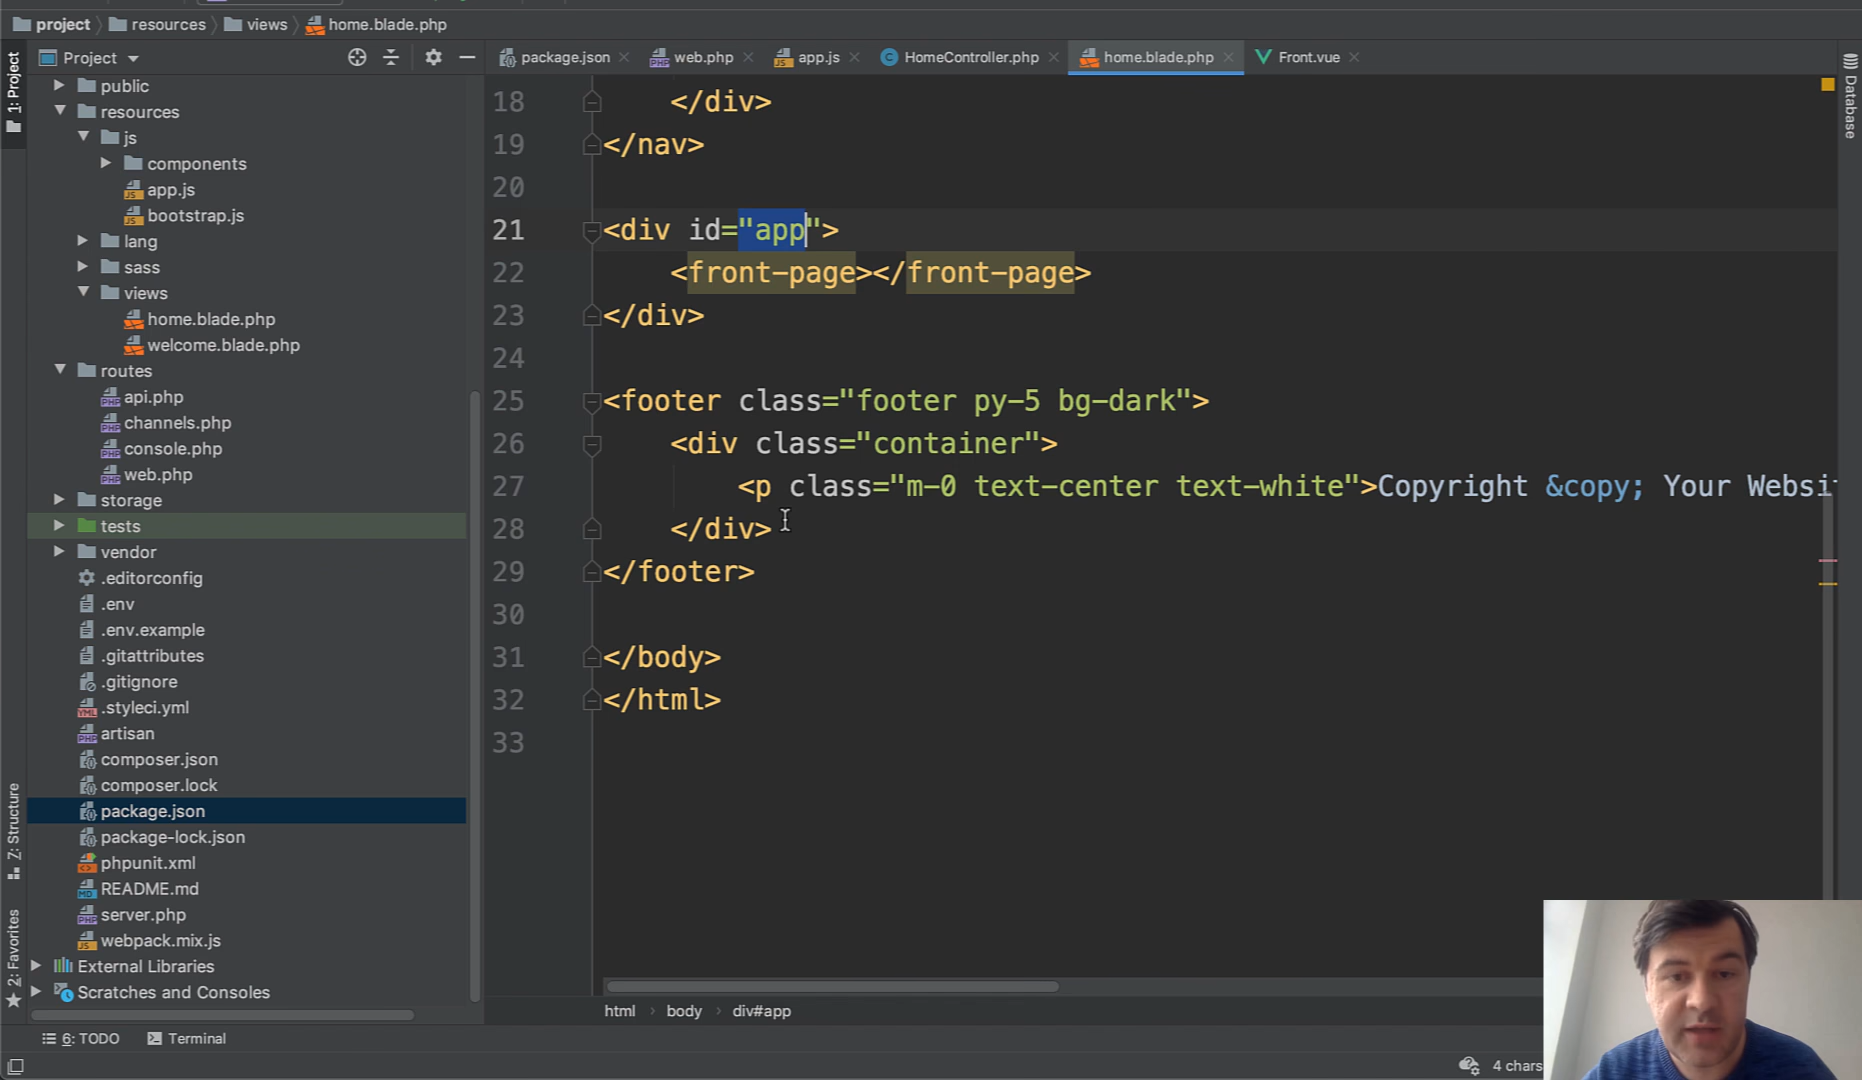 project resources views home.blade.php
1: Project
Project
package.json web.php app.js HomeController.php home.blade.php Front.vue
Database
public
resources
js
components
app.js
bootstrap.js
lang
sass
views
home.blade.php
welcome.blade.php
routes
api.php
channels.php
console.php
web.php
storage
tests
vendor
.editorconfig
.env
.env.example
.gitattributes
.gitignore
.styleci.yml
artisan
composer.json
composer.lock
package.json
package-lock.json
phpunit.xml
README.md
server.php
webpack.mix.js
External Libraries
Scratches and Consoles
Z: Structure
2: Favorites
18 </div>
19 </nav>
20
21 <div id="app">
22 <front-page></front-page>
23 </div>
24
25 <footer class="footer py-5 bg-dark">
26 <div class="container">
27 <p class="m-0 text-center text-white">Copyright &copy; Your Websi
28 </div>
29 </footer>
30
31 </body>
32 </html>
33
html › body › div#app
6: TODO Terminal
4 chars